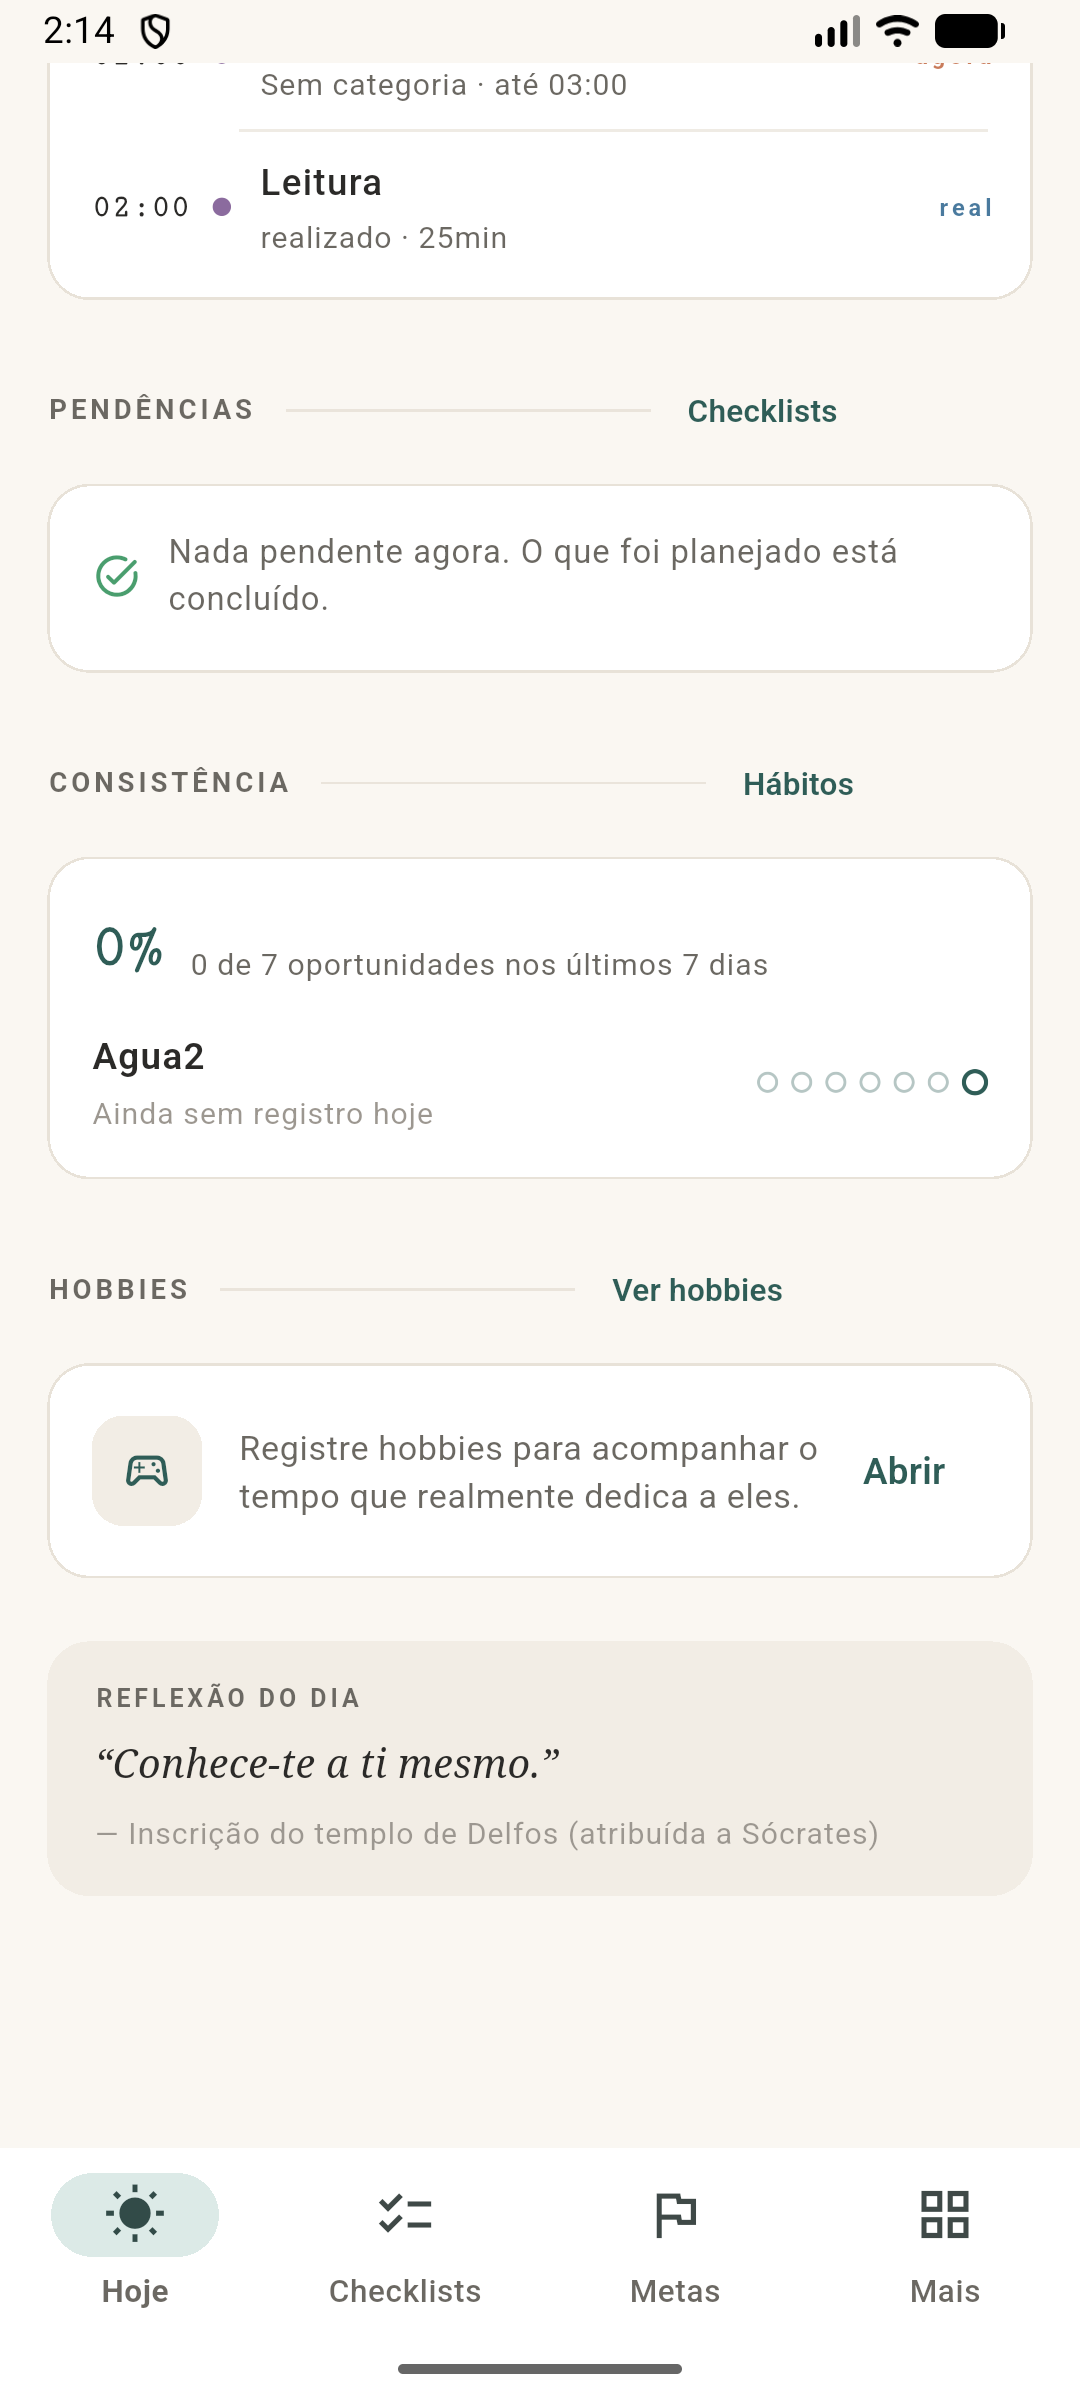 2:14
Sem categoria · até 03:00
Leitura
02:00
real
realizado · 25min
PENDÊNCIAS
Checklists
Nada pendente agora. O que foi planejado está
concluído.
CONSISTÊNCIA
Hábitos
0%
0 de 7 oportunidades nos últimos 7 dias
Agua2
Ainda sem registro hoje
HOBBIES
Ver hobbies
Registre hobbies para acompanhar o
tempo que realmente dedica a eles.
Abrir
REFLEXÃO DO DIA
“Conhece-te a ti mesmo.”
— Inscrição do templo de Delfos (atribuída a Sócrates)
Hoje
Checklists
Metas
Mais